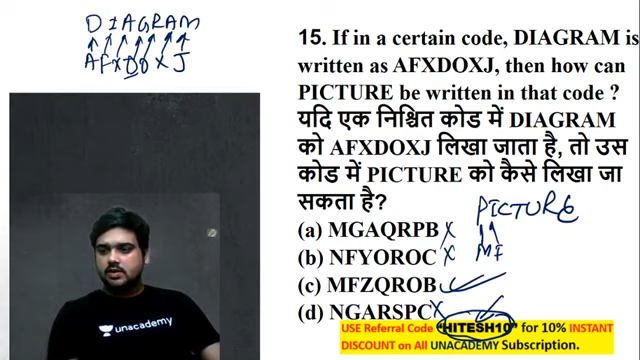 DIAGRAM
AFXDOXJ
15. If in a certain code, DIAGRAM is
written as AFXDOXJ, then how can
PICTURE be written in that code ?
यदि एक निश्चित कोड में DIAGRAM
को AFXDOXJ लिखा जाता है, तो उस
कोड में PICTURE को कैसे लिखा जा
सकता है?
PICTURE
MF
(a) MGAQRPB x
(b) NFYOROC x
(c) MFZQROB
(d) NGARSPC x
unacademy
USE Referral Code "HITESH10" for 10% INSTANT
DISCOUNT on All UNACADEMY Subscription.